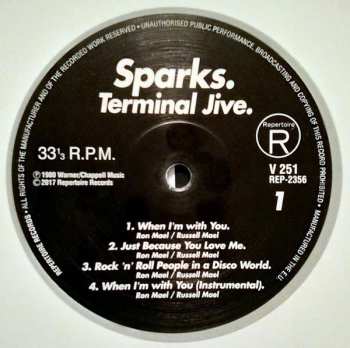 ALL RIGHTS OF THE MANUFACTURER AND OF THE RECORDED WORK RESERVED • UNAUTHORISED PUBLIC PERFORMANCE, BROADCASTING AND COPYING OF THIS RECORD PROHIBITED • MANUFACTURED IN THE E.U.
REPERTOIRE RECORDS •
Sparks.
Terminal Jive.
33⅓ R.P.M.
Repertoire
R
℗ 1980 Warner/Chappell Music
© 2017 Repertoire Records
V 251
REP-2356
1
1. When I'm with You.
Ron Mael / Russell Mael
2. Just Because You Love Me.
Ron Mael / Russell Mael
3. Rock 'n' Roll People in a Disco World.
Ron Mael / Russell Mael
4. When I'm with You (Instrumental).
Ron Mael / Russell Mael